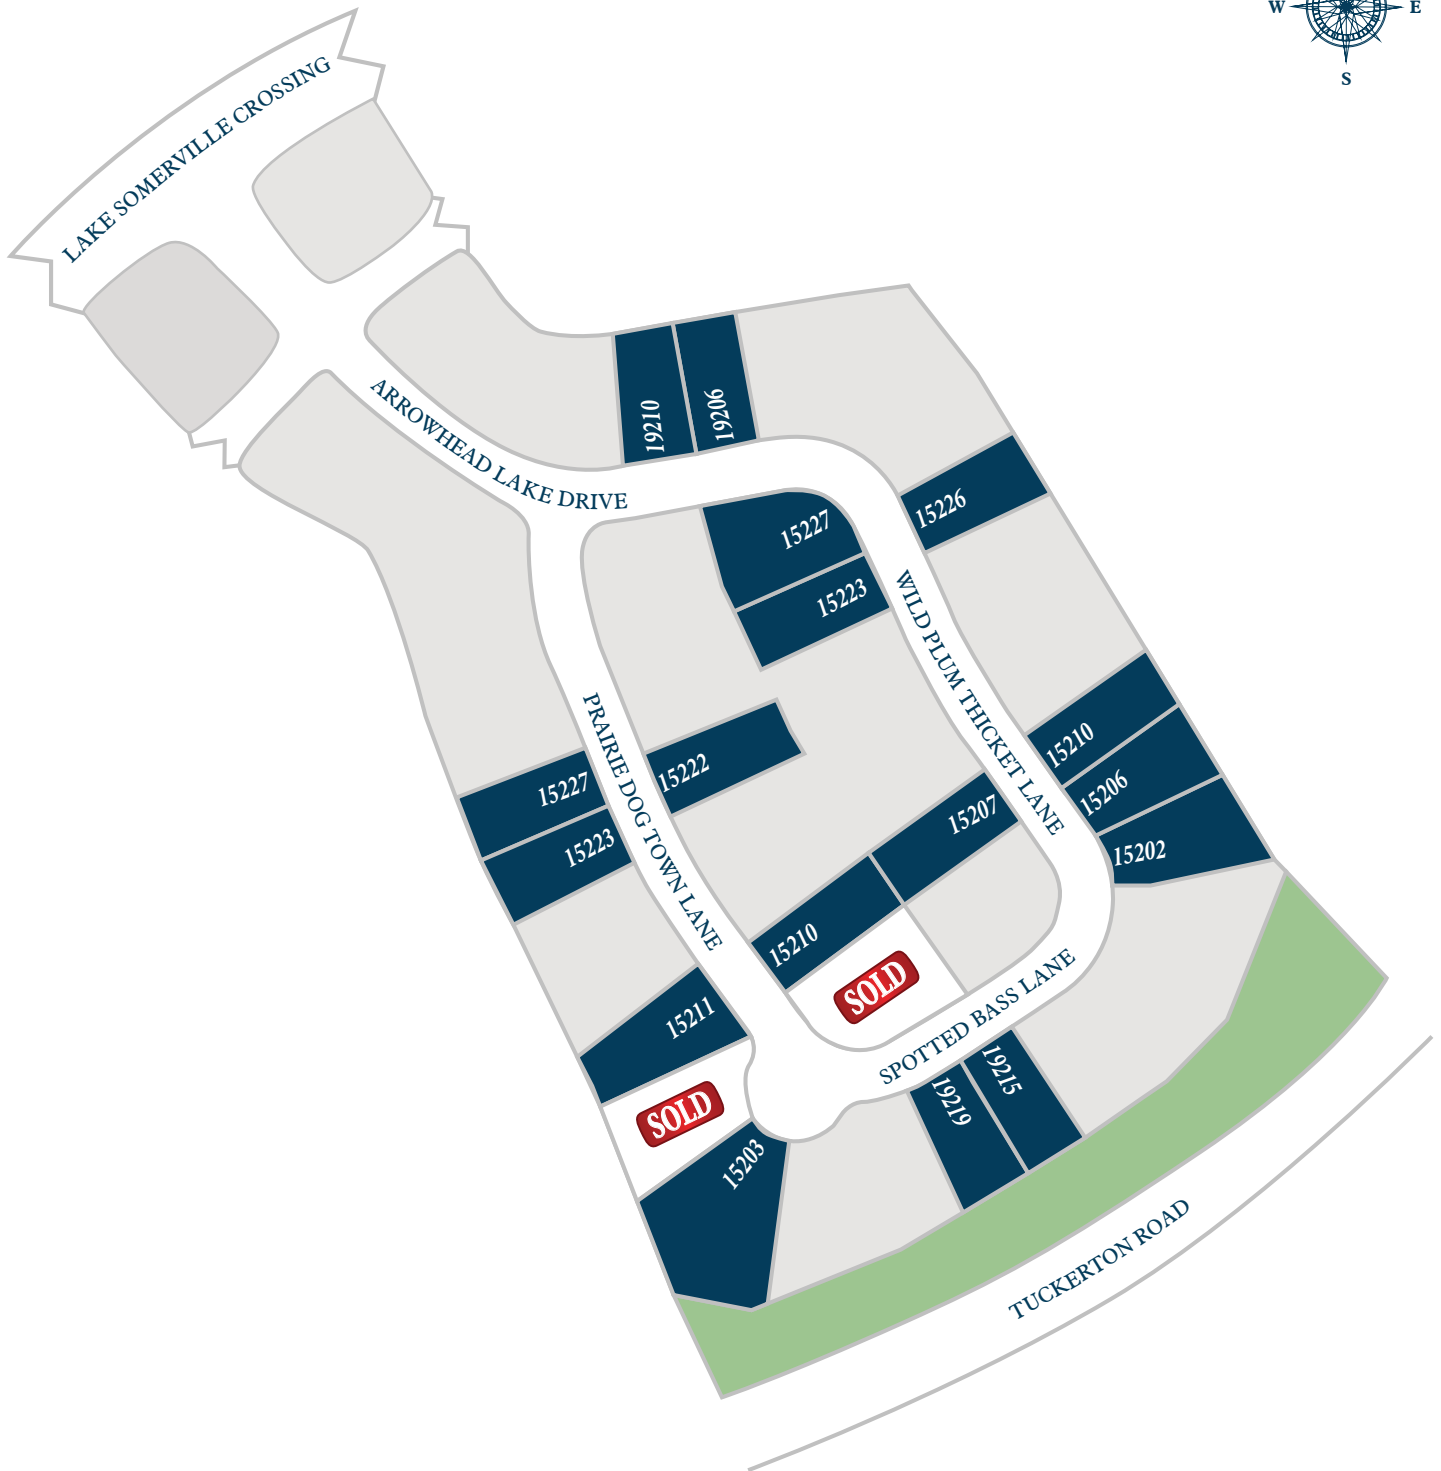 W
E
S
LAKE SOMERVILLE CROSSING
ARROWHEAD LAKE DRIVE
19210
19206
15226
15227
15223
WILD PLUM THICKET LANE
PRAIRIE DOG TOWN LANE
15222
15227
15223
15210
15206
15202
15207
15210
SOLD
15211
SOLD
15203
SPOTTED BASS LANE
19215
19219
TUCKERTON ROAD